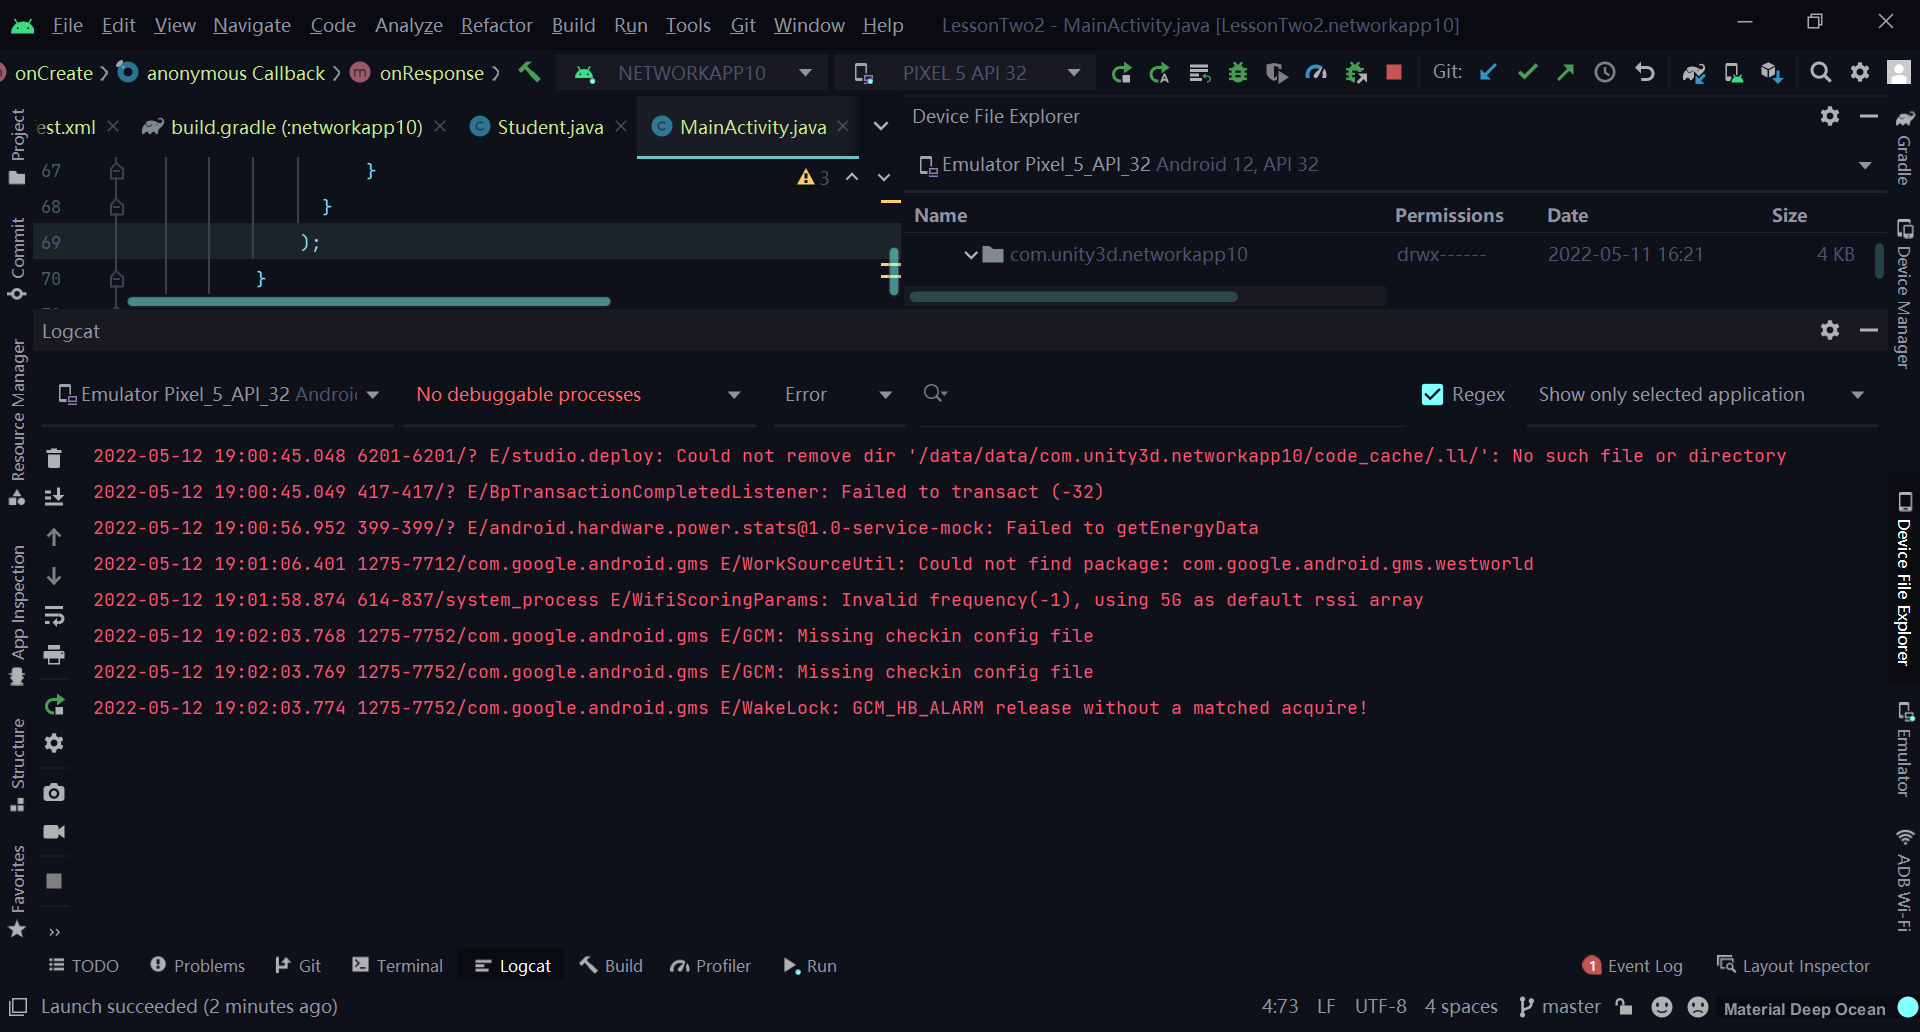 File Edit View Navigate Code Analyze Refactor Build Run Tools Git Window Help LessonTwo2 - MainActivity.java [LessonTwo2.networkapp10]
onCreate anonymous Callback m onResponse NETWORKAPP10 PIXEL 5 API 32 Git:
est.xml build.gradle (:networkapp10) C Student.java C MainActivity.java
Device File Explorer
Emulator Pixel_5_API_32 Android 12, API 32
Name Permissions Date Size
com.unity3d.networkapp10 drwx------ 2022-05-11 16:21 4 KB
67 }
3
68 }
69 );
70 }
Logcat
Emulator Pixel_5_API_32 Androi No debuggable processes Error Regex Show only selected application
2022-05-12 19:00:45.048 6201-6201/? E/studio.deploy: Could not remove dir '/data/data/com.unity3d.networkapp10/code_cache/.ll/': No such file or directory
2022-05-12 19:00:45.049 417-417/? E/BpTransactionCompletedListener: Failed to transact (-32)
2022-05-12 19:00:56.952 399-399/? E/android.hardware.power.stats@1.0-service-mock: Failed to getEnergyData
2022-05-12 19:01:06.401 1275-7712/com.google.android.gms E/WorkSourceUtil: Could not find package: com.google.android.gms.westworld
2022-05-12 19:01:58.874 614-837/system_process E/WifiScoringParams: Invalid frequency(-1), using 5G as default rssi array
2022-05-12 19:02:03.768 1275-7752/com.google.android.gms E/GCM: Missing checkin config file
2022-05-12 19:02:03.769 1275-7752/com.google.android.gms E/GCM: Missing checkin config file
2022-05-12 19:02:03.774 1275-7752/com.google.android.gms E/WakeLock: GCM_HB_ALARM release without a matched acquire!
Project
Commit
Resource Manager
App Inspection
Structure
Favorites
Gradle
Device Manager
Device File Explorer
Emulator
ADB Wi-Fi
TODO Problems Git Terminal Logcat Build Profiler Run 1 Event Log Layout Inspector
Launch succeeded (2 minutes ago) 4:73 LF UTF-8 4 spaces master Material Deep Ocean